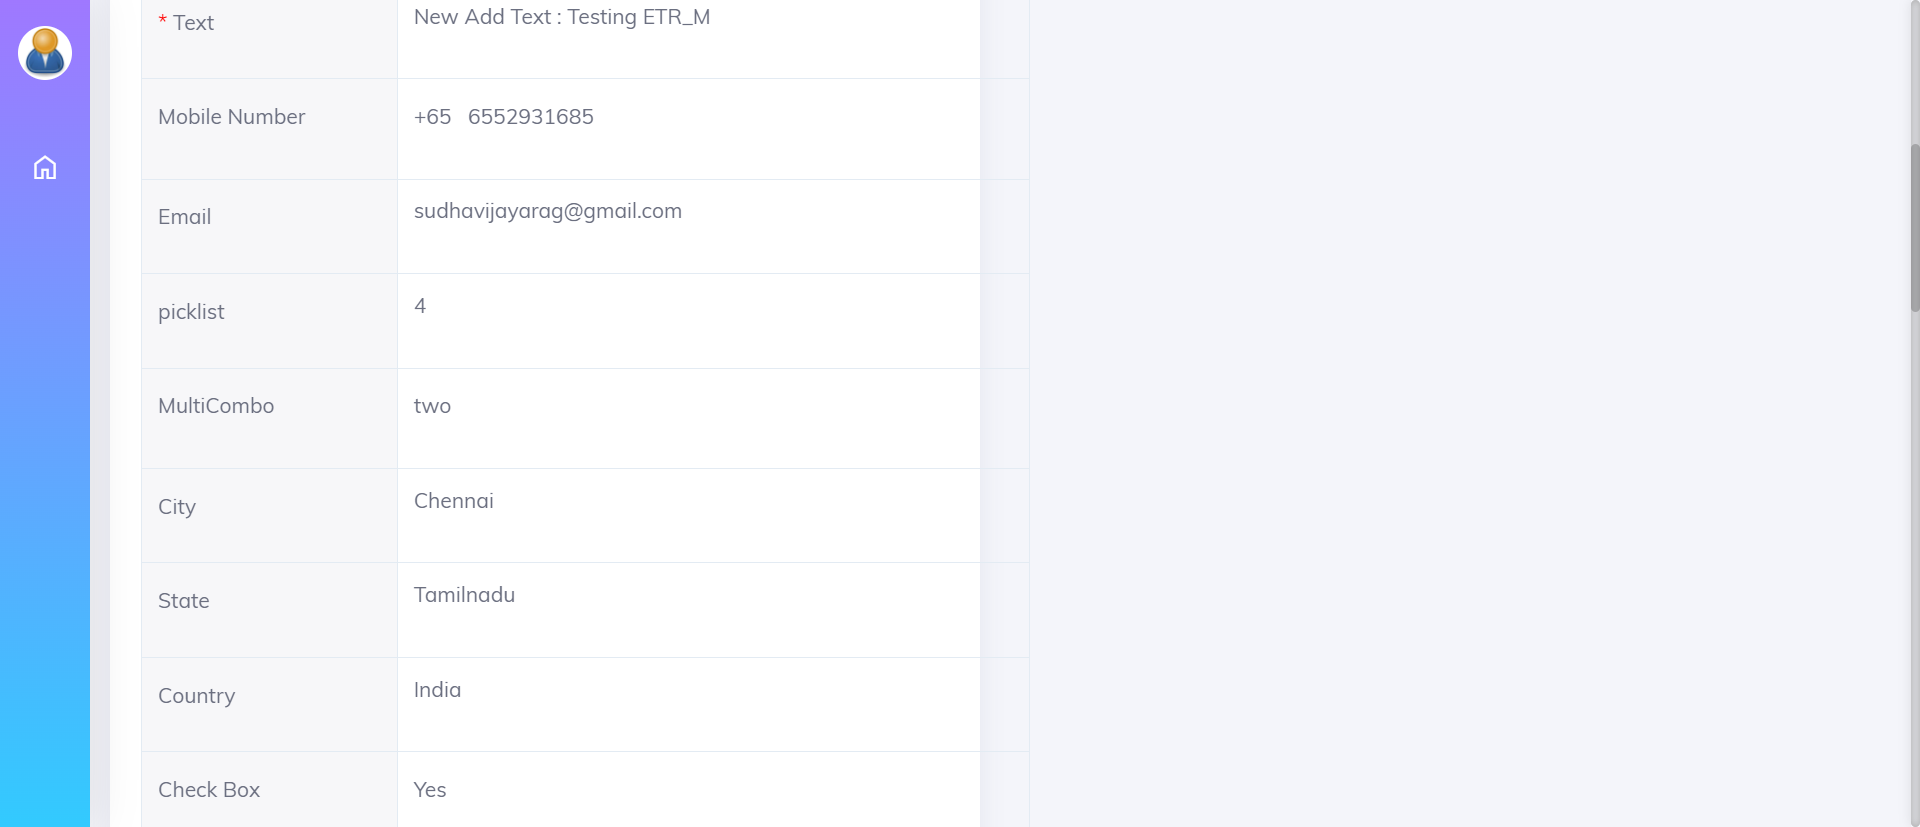 * Text
New Add Text : Testing ETR_M
Mobile Number
+65 6552931685
Email
sudhavijayarag@gmail.com
picklist
4
MultiCombo
two
City
Chennai
State
Tamilnadu
Country
India
Check Box
Yes